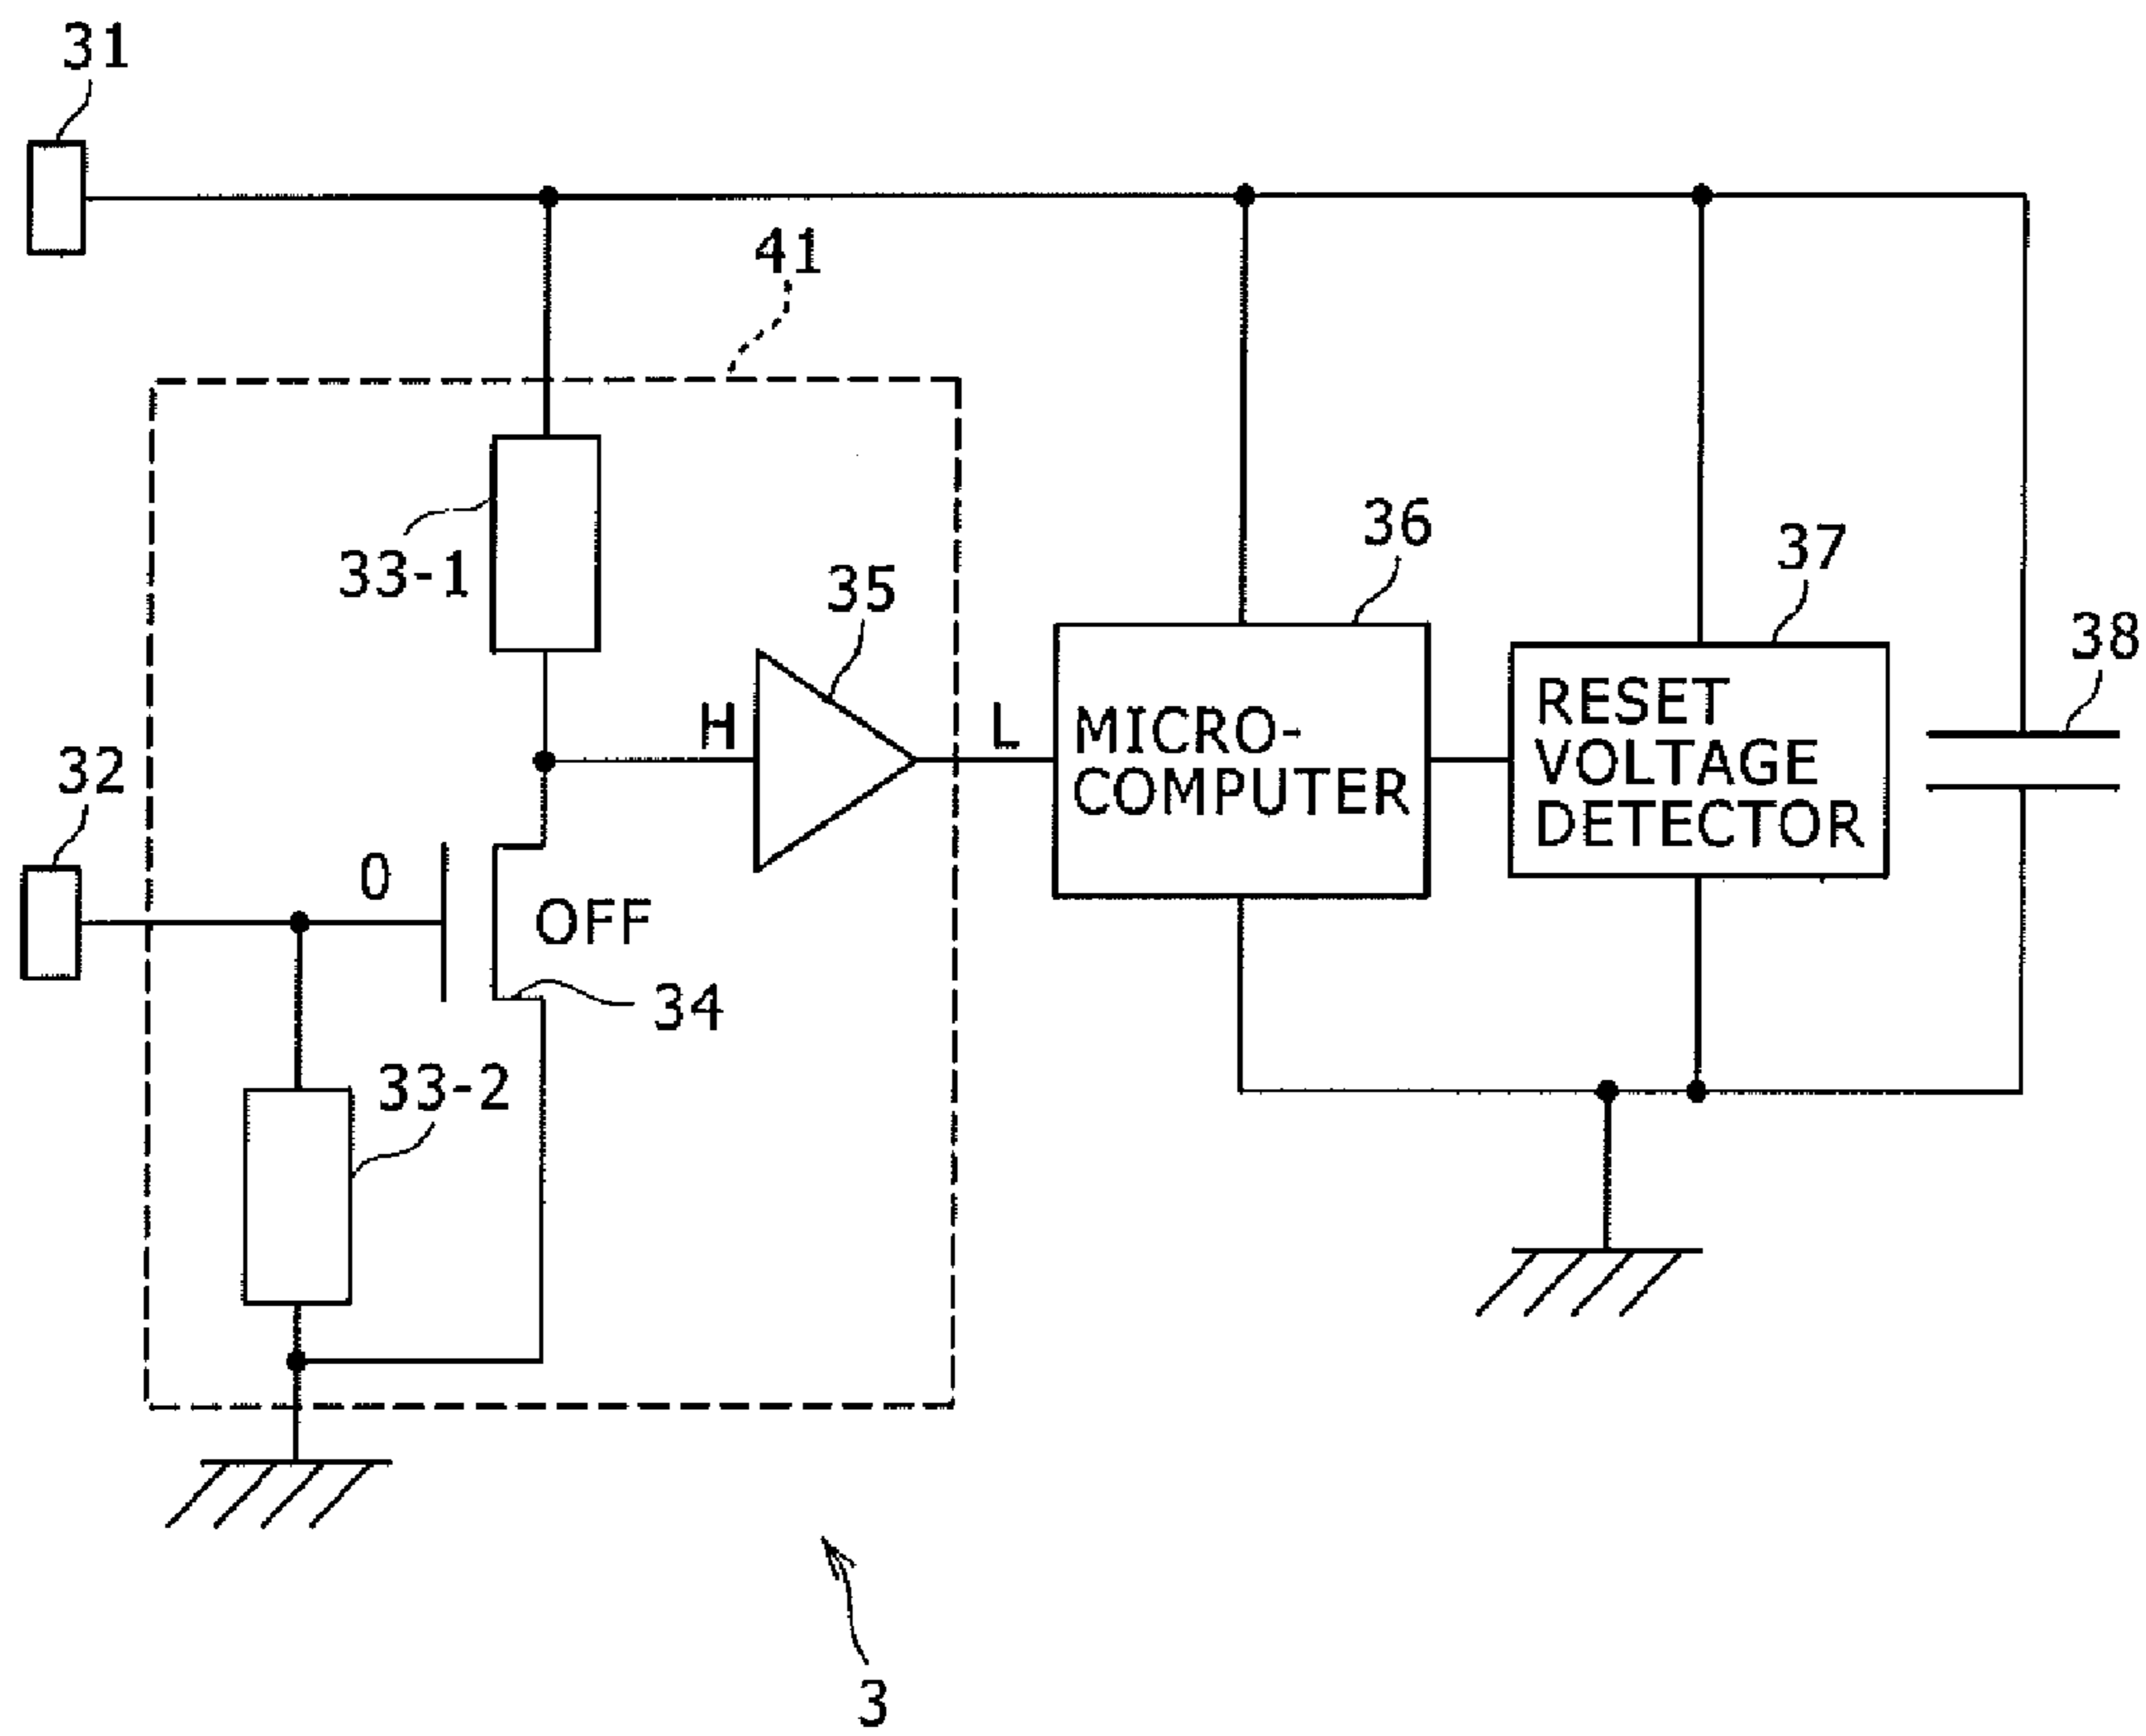 31
41
33-1
35
36
37
38
H
L
MICRO-
COMPUTER
RESET
VOLTAGE
DETECTOR
32
0
OFF
34
33-2
3